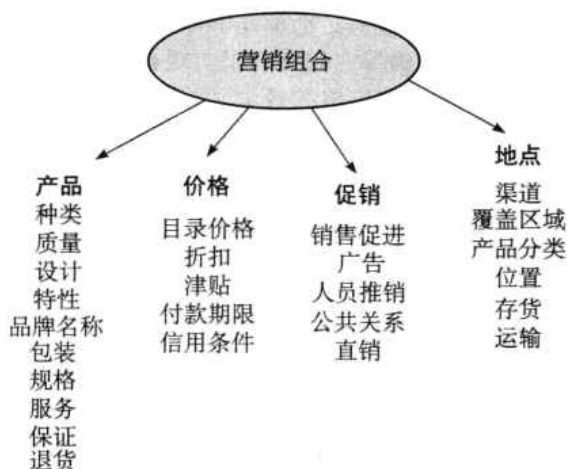 营销组合
产品
种类
质量
设计
特性
品牌名称
包装
规格
服务
保证
退货
价格
目录价格
折扣
津贴
付款期限
信用条件
促销
销售促进
广告
人员推销
公共关系
直销
地点
渠道
覆盖区域
产品分类
位置
存货
运输